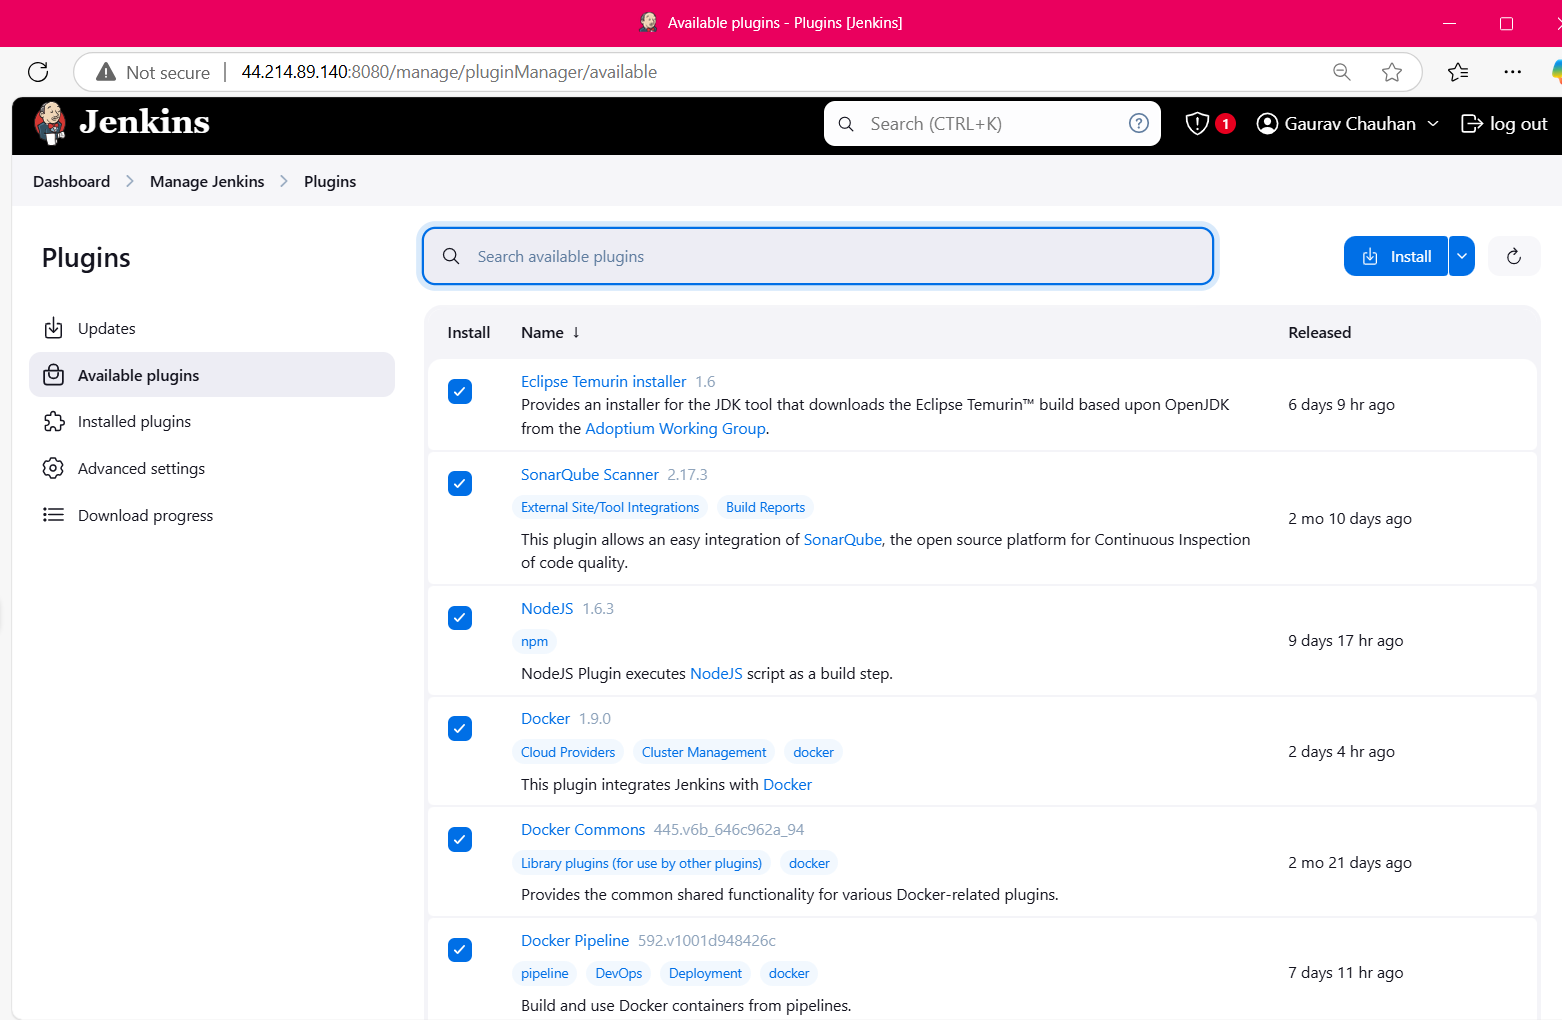 Available plugins - Plugins [Jenkins]
Not secure 44.214.89.140:8080/manage/pluginManager/available
Jenkins
Search (CTRL+K)
1
Gaurav Chauhan
log out
Dashboard Manage Jenkins Plugins
Plugins
Updates
Available plugins
Installed plugins
Advanced settings
Download progress
Search available plugins
Install
Install Name ↓ Released
Eclipse Temurin installer 1.6
Provides an installer for the JDK tool that downloads the Eclipse Temurin™ build based upon OpenJDK
from the Adoptium Working Group.
6 days 9 hr ago
SonarQube Scanner 2.17.3
External Site/Tool Integrations Build Reports
This plugin allows an easy integration of SonarQube, the open source platform for Continuous Inspection
of code quality.
2 mo 10 days ago
NodeJS 1.6.3
npm
NodeJS Plugin executes NodeJS script as a build step.
9 days 17 hr ago
Docker 1.9.0
Cloud Providers Cluster Management docker
This plugin integrates Jenkins with Docker
2 days 4 hr ago
Docker Commons 445.v6b_646c962a_94
Library plugins (for use by other plugins) docker
Provides the common shared functionality for various Docker-related plugins.
2 mo 21 days ago
Docker Pipeline 592.v1001d948426c
pipeline DevOps Deployment docker
Build and use Docker containers from pipelines.
7 days 11 hr ago